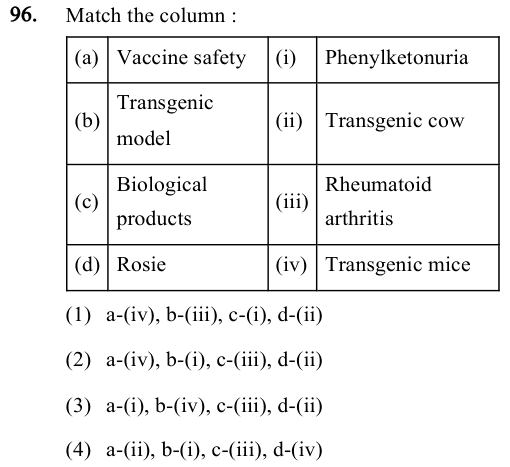 96. Match the column :
(a) Vaccine safety (i) Phenylketonuria
(b) Transgenic model (ii) Transgenic cow
(c) Biological products (iii) Rheumatoid arthritis
(d) Rosie (iv) Transgenic mice
(1) a-(iv), b-(iii), c-(i), d-(ii)
(2) a-(iv), b-(i), c-(iii), d-(ii)
(3) a-(i), b-(iv), c-(iii), d-(ii)
(4) a-(ii), b-(i), c-(iii), d-(iv)